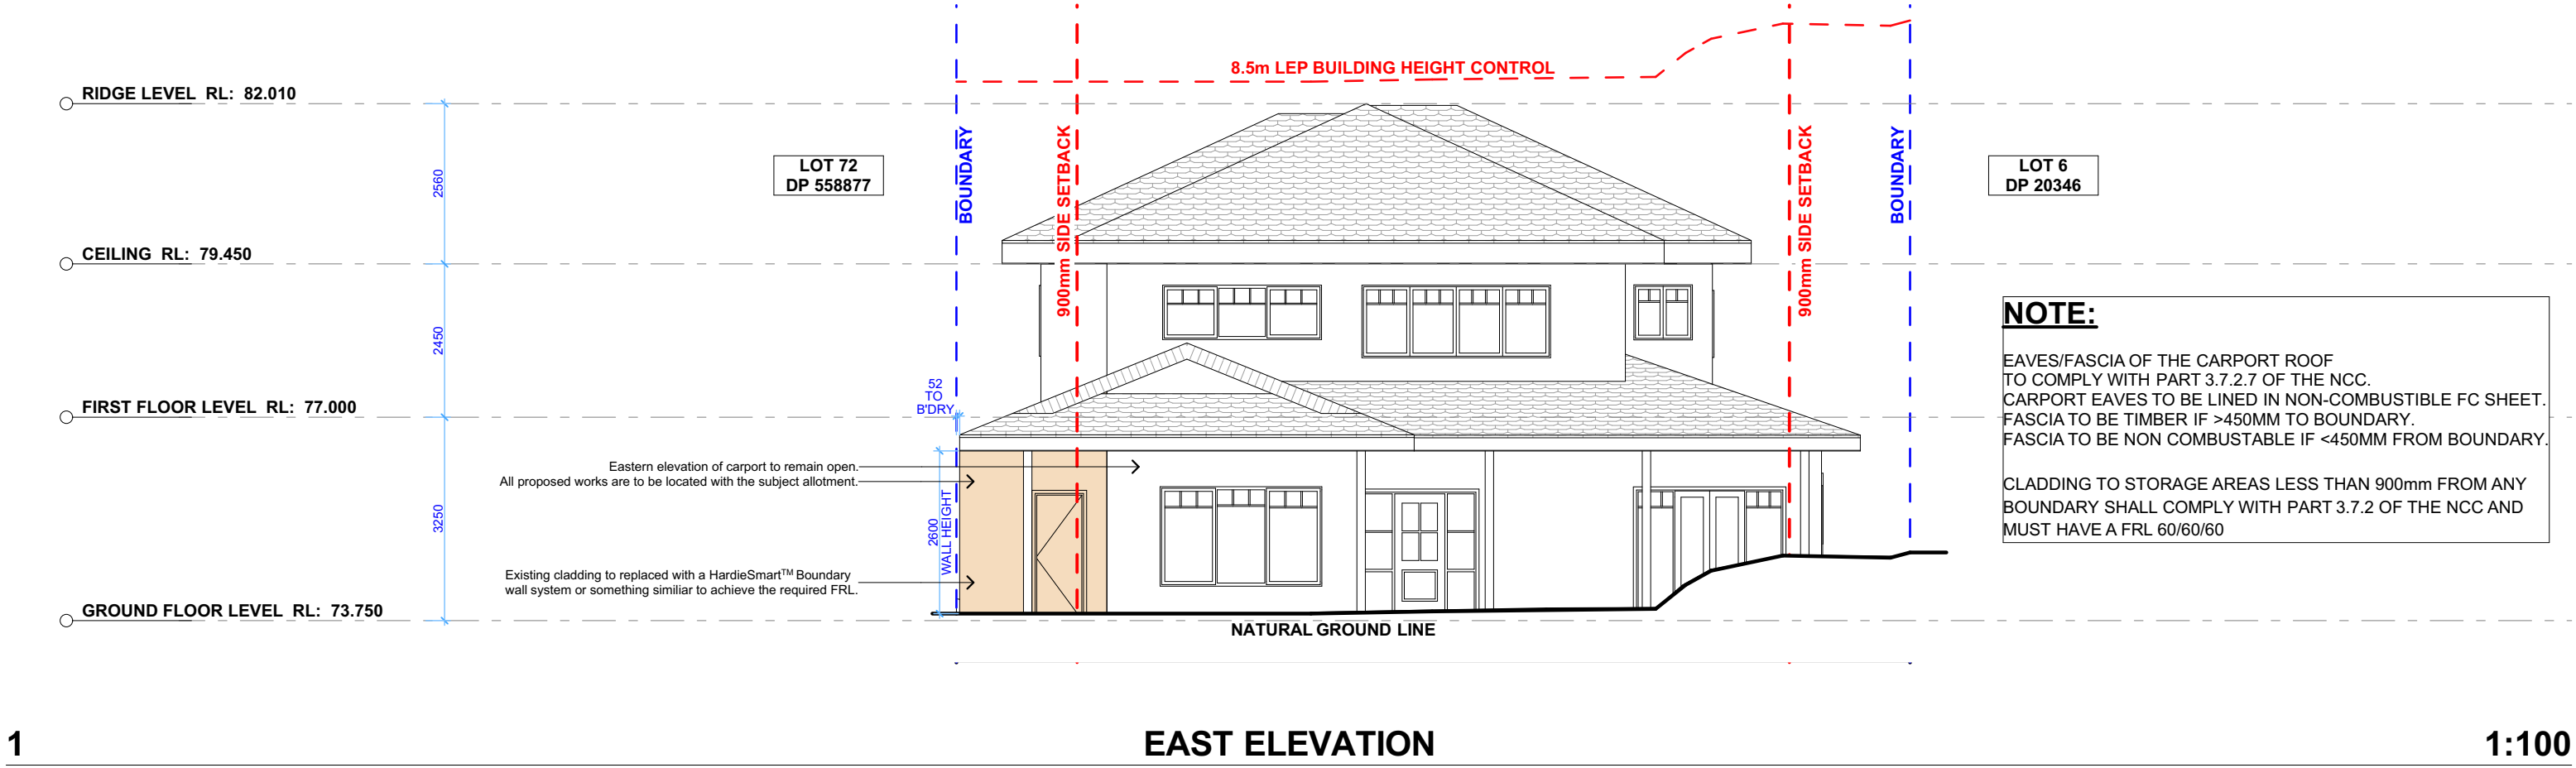 8.5m LEP BUILDING HEIGHT CONTROL
RIDGE LEVEL RL: 82.010
CEILING RL: 79.450
FIRST FLOOR LEVEL RL: 77.000
GROUND FLOOR LEVEL RL: 73.750
2560
2450
3250
LOT 72
DP 558877
BOUNDARY
900mm SIDE SETBACK
900mm SIDE SETBACK
BOUNDARY
LOT 6
DP 20346
52
TO
B'DRY
2600
WALL HEIGHT
Eastern elevation of carport to remain open.
All proposed works are to be located with the subject allotment.
Existing cladding to replaced with a HardieSmart™ Boundary
wall system or something similiar to achieve the required FRL.
NATURAL GROUND LINE
NOTE:
EAVES/FASCIA OF THE CARPORT ROOF
TO COMPLY WITH PART 3.7.2.7 OF THE NCC.
CARPORT EAVES TO BE LINED IN NON-COMBUSTIBLE FC SHEET.
FASCIA TO BE TIMBER IF >450MM TO BOUNDARY.
FASCIA TO BE NON COMBUSTABLE IF <450MM FROM BOUNDARY.
CLADDING TO STORAGE AREAS LESS THAN 900mm FROM ANY
BOUNDARY SHALL COMPLY WITH PART 3.7.2 OF THE NCC AND
MUST HAVE A FRL 60/60/60
1
EAST ELEVATION
1:100